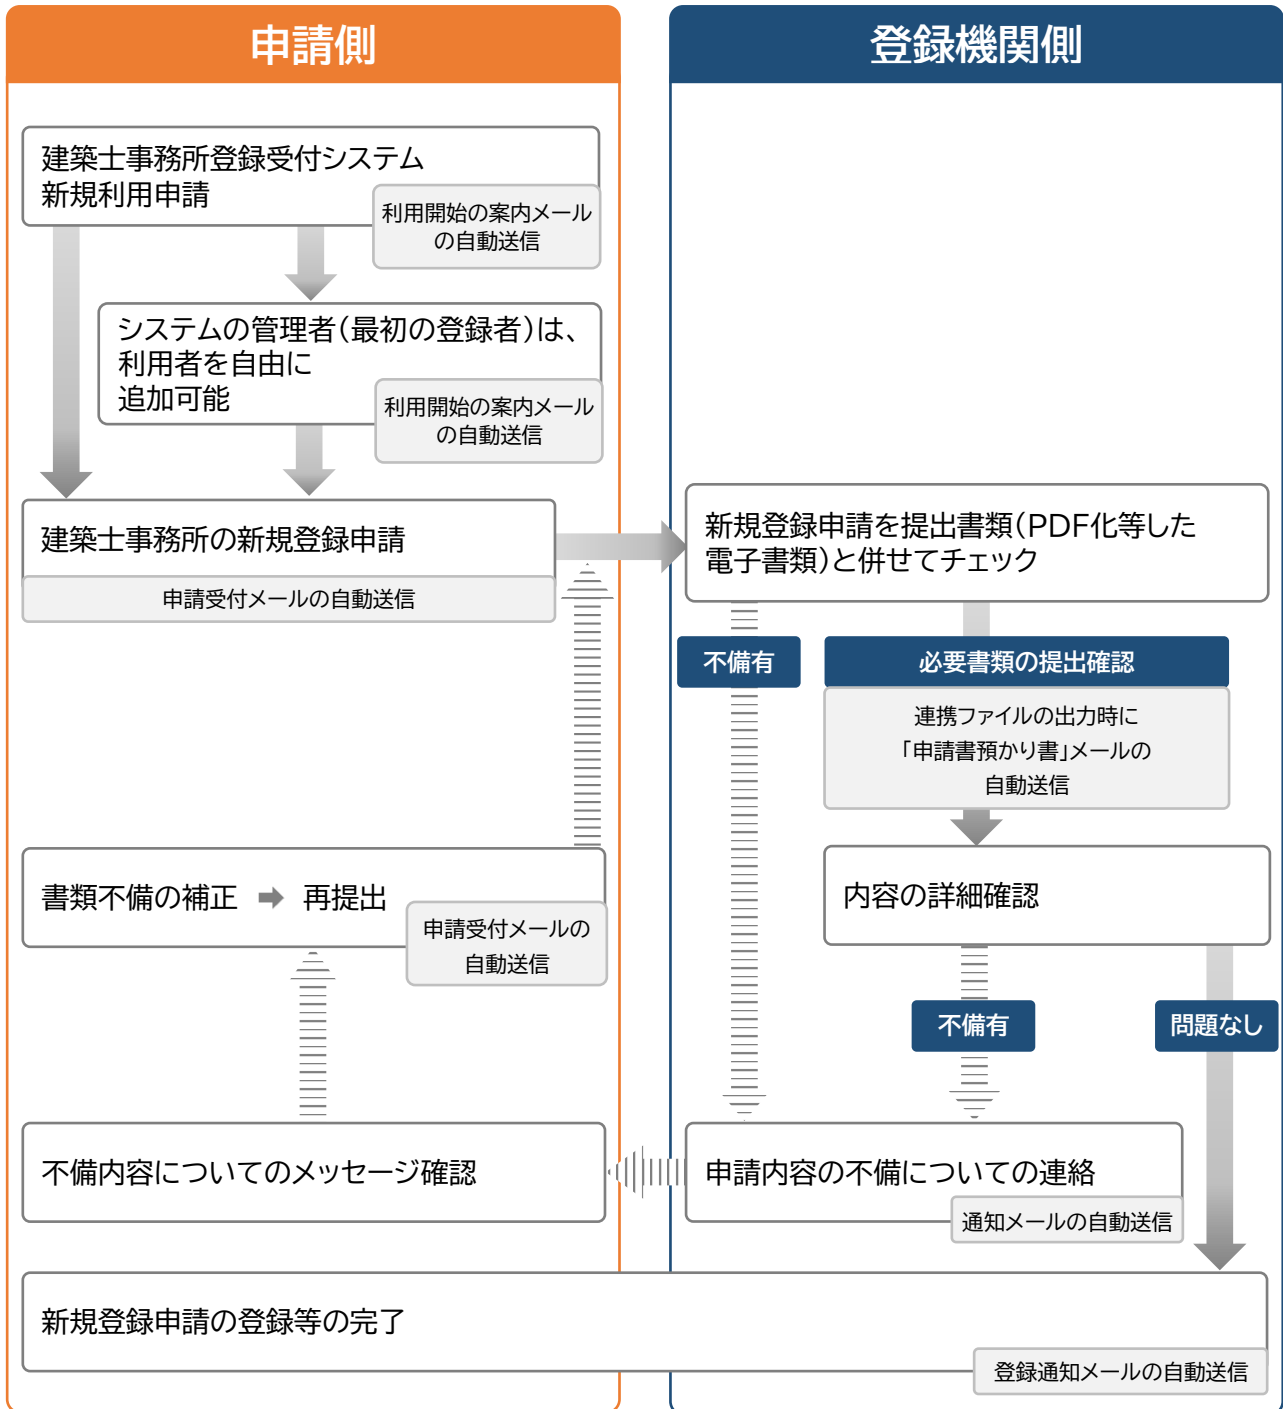 申請側
登録機関側
建築士事務所登録受付システム
新規利用申請
利用開始の案内メール
の自動送信
システムの管理者(最初の登録者)は、
利用者を自由に
追加可能
利用開始の案内メール
の自動送信
建築士事務所の新規登録申請
申請受付メールの自動送信
新規登録申請を提出書類(PDF化等した
電子書類)と併せてチェック
不備有
必要書類の提出確認
連携ファイルの出力時に
「申請書預かり書」メールの
自動送信
書類不備の補正 ➡ 再提出
申請受付メールの
自動送信
内容の詳細確認
不備有
問題なし
不備内容についてのメッセージ確認
申請内容の不備についての連絡
通知メールの自動送信
新規登録申請の登録等の完了
登録通知メールの自動送信